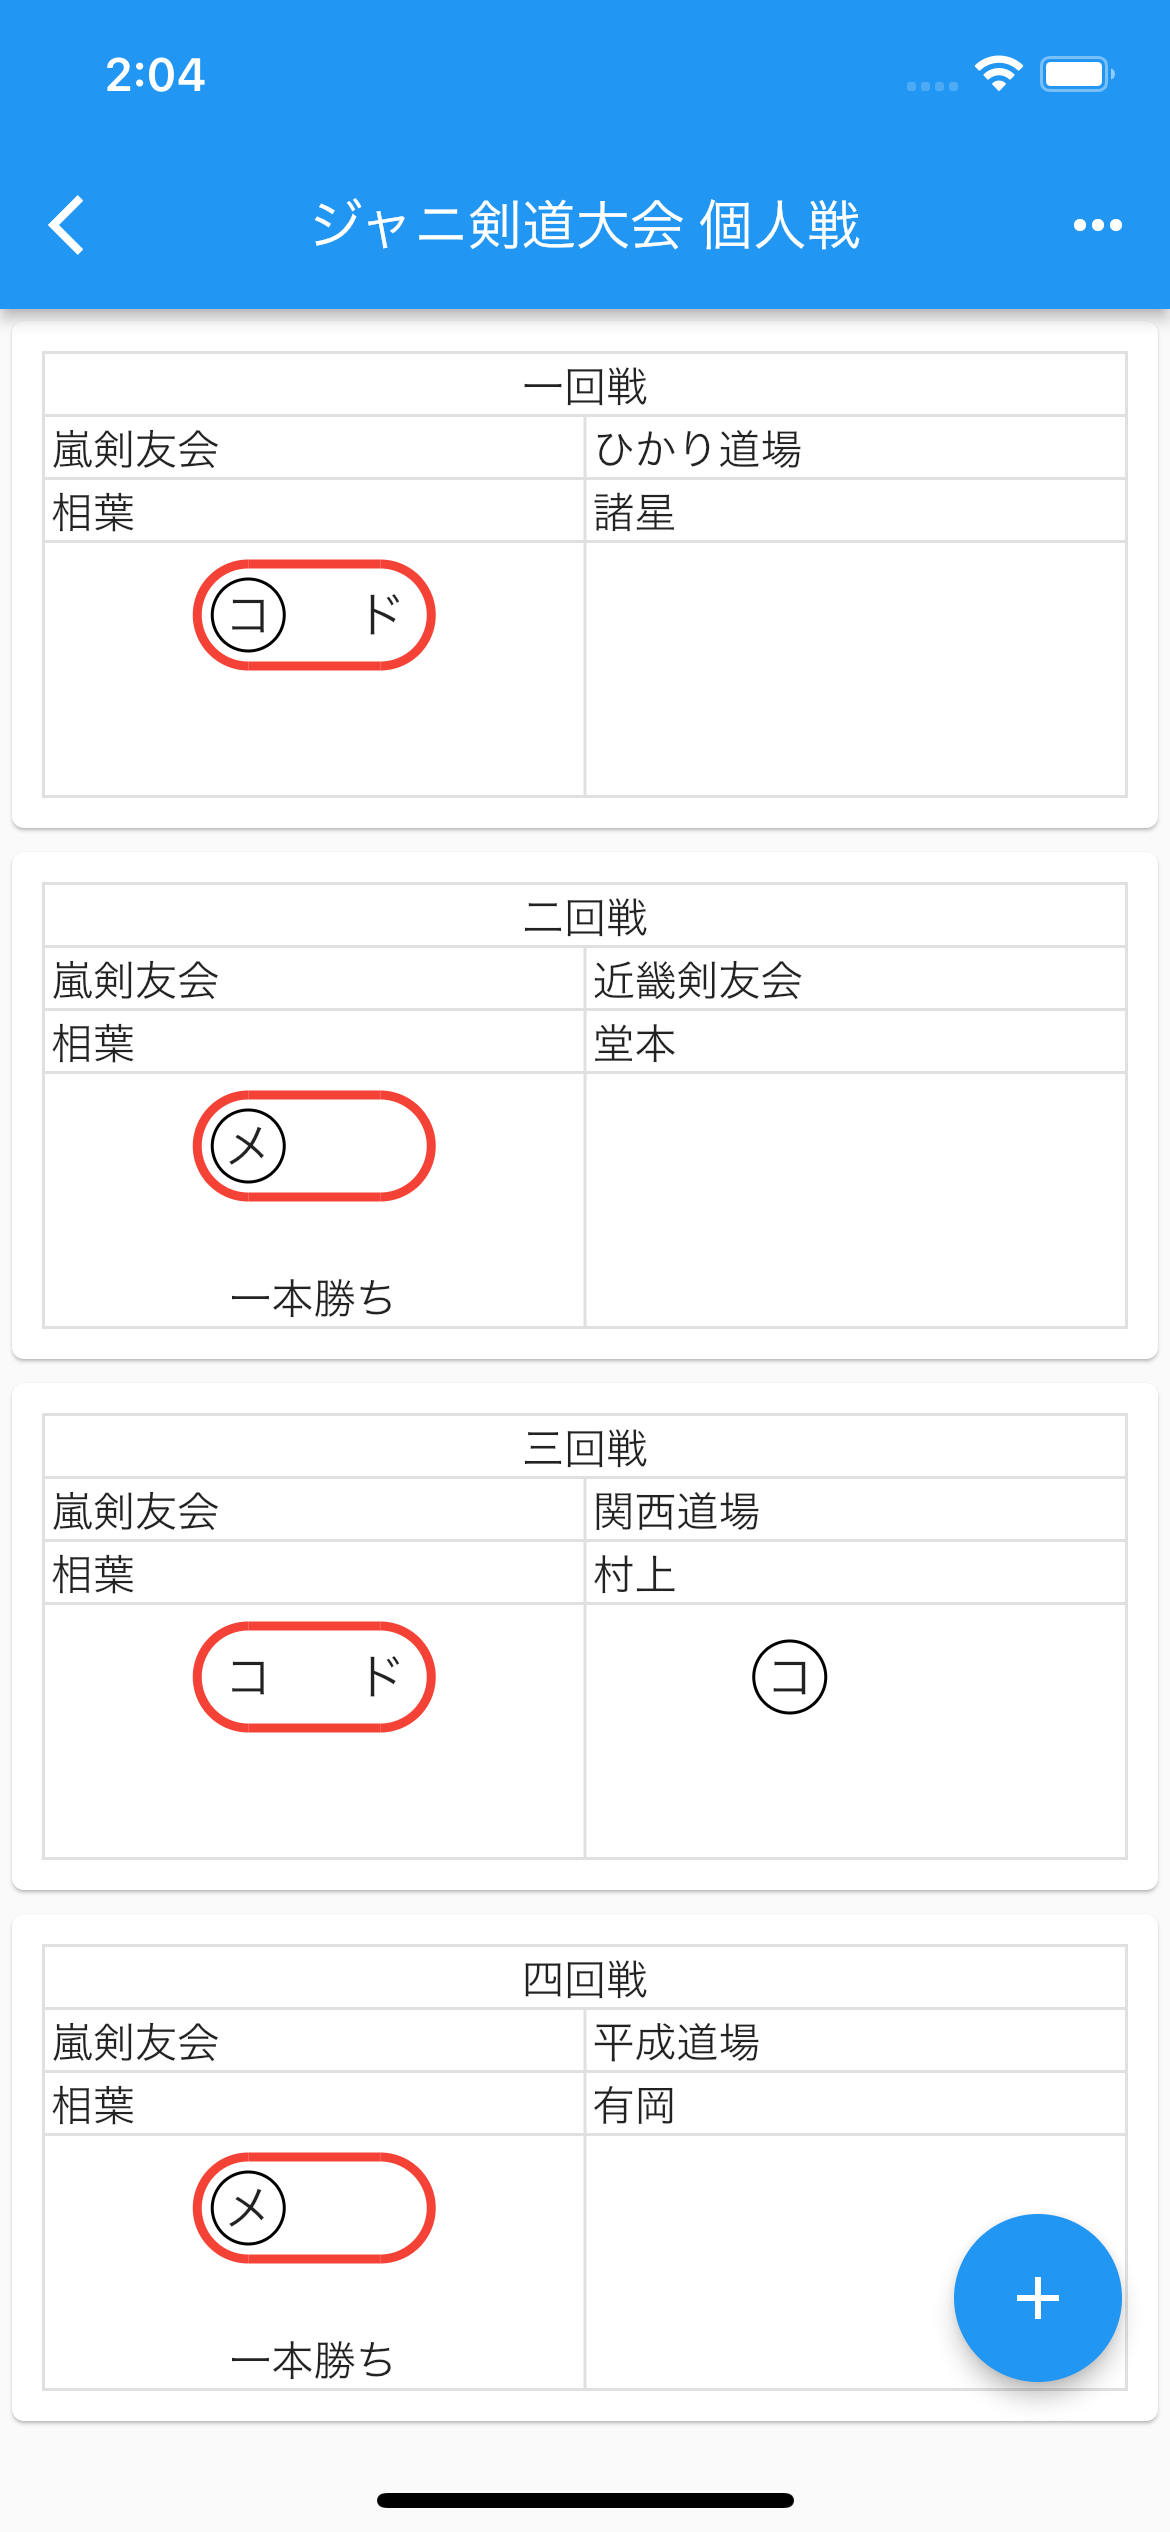 2:04
ジャニ剣道大会 個人戦
一回戦
嵐剣友会 ひかり道場
相葉 諸星
コ ド
二回戦
嵐剣友会 近畿剣友会
相葉 堂本
メ
一本勝ち
三回戦
嵐剣友会 関西道場
相葉 村上
コ ド コ
四回戦
嵐剣友会 平成道場
相葉 有岡
メ
一本勝ち